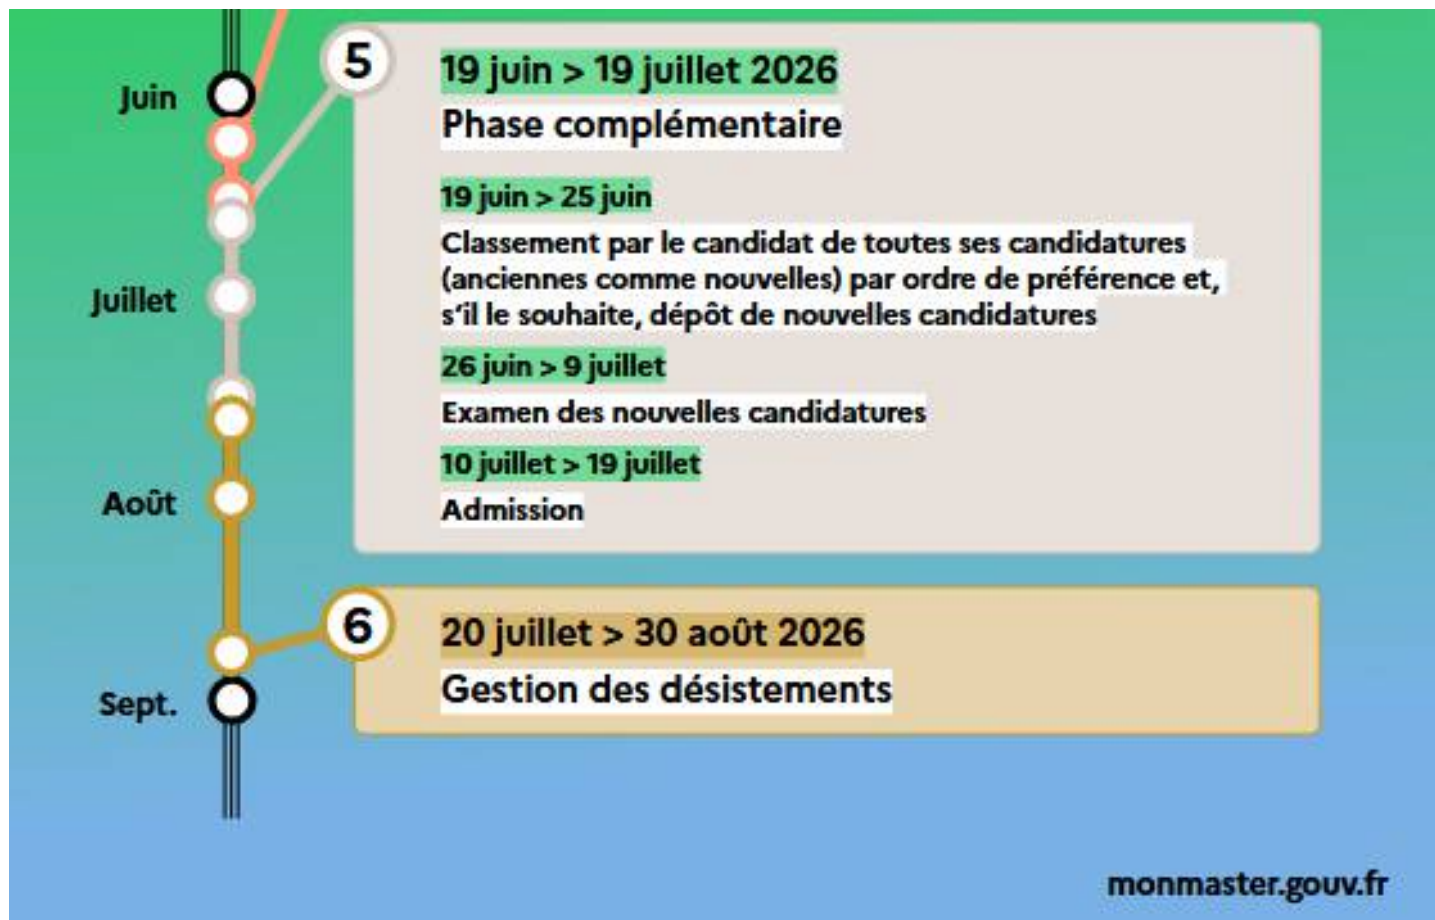 Juin
5
19 juin > 19 juillet 2026
Phase complémentaire
19 juin > 25 juin
Classement par le candidat de toutes ses candidatures
(anciennes comme nouvelles) par ordre de préférence et,
s'il le souhaite, dépôt de nouvelles candidatures
Juillet
26 juin > 9 juillet
Examen des nouvelles candidatures
10 juillet > 19 juillet
Admission
Août
6
20 juillet > 30 août 2026
Gestion des désistements
Sept.
monmaster.gouv.fr